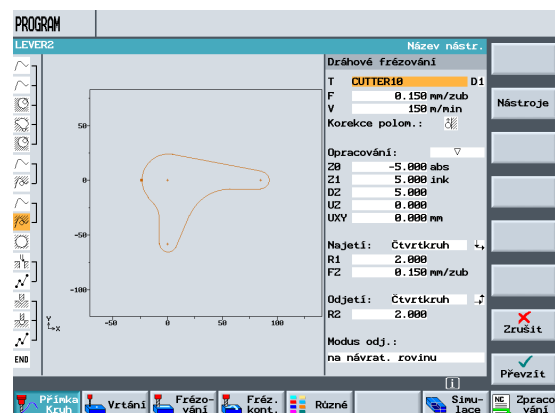 PROGRAM
LEVER2
Název nástr.
Dráhové frézování
T CUTTER10 D1
F 0.150 mm/zub
V 150 m/min
Korekce polom.:
Opracování: ▽
Z0 -5.000 abs
Z1 5.000 ink
DZ 5.000
UZ 0.000
UXY 0.000 mm
Najetí: Čtvrtkruh
R1 2.000
FZ 0.150 mm/zub
Odjetí: Čtvrtkruh
R2 2.000
Modus odj.:
na návrat. rovinu
50
0
-50
-100
-50 0 50 100
Y
X
END
Nástroje
Zrušit
Převzít
i
Přímka Kruh
Vrtání
Frézo- vání
Fréz. kont.
Různé
Simu- lace
NC Zprac vání